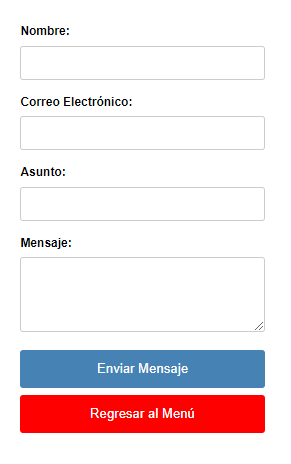 Nombre:
Correo Electrónico:
Asunto:
Mensaje:
Enviar Mensaje
Regresar al Menú